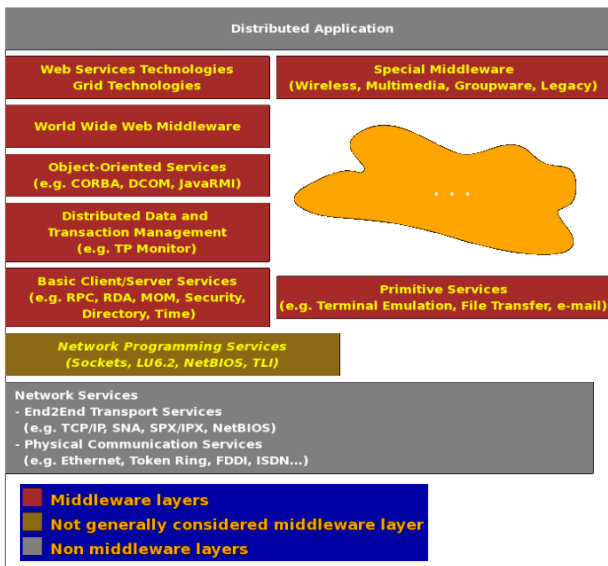 Distributed Application
Web Services Technologies
Grid Technologies
Special Middleware
(Wireless, Multimedia, Groupware, Legacy)
World Wide Web Middleware
Object-Oriented Services
(e.g. CORBA, DCOM, JavaRMI)
. . .
Distributed Data and
Transaction Management
(e.g. TP Monitor)
Basic Client/Server Services
(e.g. RPC, RDA, MOM, Security,
Directory, Time)
Primitive Services
(e.g. Terminal Emulation, File Transfer, e-mail)
Network Programming Services
(Sockets, LU6.2, NetBIOS, TLI)
Network Services
- End2End Transport Services
(e.g. TCP/IP, SNA, SPX/IPX, NetBIOS)
- Physical Communication Services
(e.g. Ethernet, Token Ring, FDDI, ISDN...)
Middleware layers
Not generally considered middleware layer
Non middleware layers